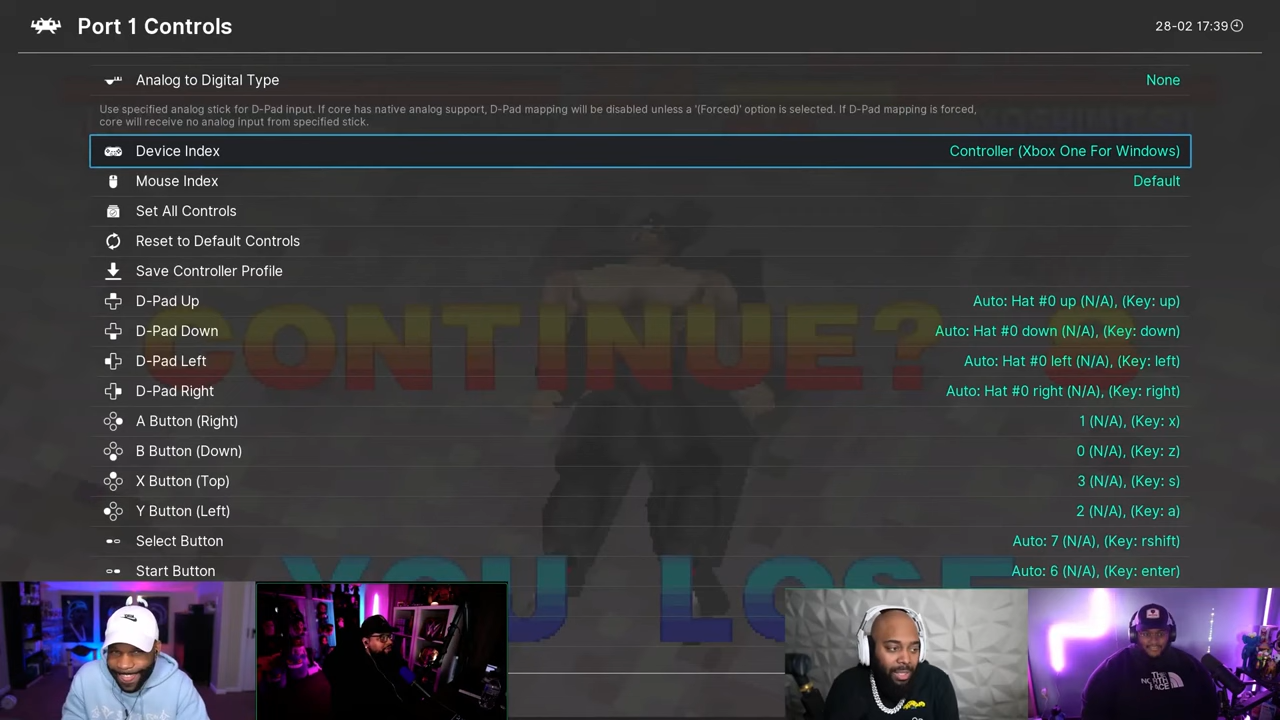 Port 1 Controls
28-02 17:39
Analog to Digital Type None
Use specified analog stick for D-Pad input. If core has native analog support, D-Pad mapping will be disabled unless a '(Forced)' option is selected. If D-Pad mapping is forced,
core will receive no analog input from specified stick.
Device Index Controller (Xbox One For Windows)
Mouse Index Default
Set All Controls
Reset to Default Controls
Save Controller Profile
D-Pad Up Auto: Hat #0 up (N/A), (Key: up)
D-Pad Down Auto: Hat #0 down (N/A), (Key: down)
CONTINUE?
D-Pad Left Auto: Hat #0 left (N/A), (Key: left)
D-Pad Right Auto: Hat #0 right (N/A), (Key: right)
A Button (Right) 1 (N/A), (Key: x)
B Button (Down) 0 (N/A), (Key: z)
X Button (Top) 3 (N/A), (Key: s)
Y Button (Left) 2 (N/A), (Key: a)
Select Button Auto: 7 (N/A), (Key: rshift)
Start Button Auto: 6 (N/A), (Key: enter)
YOU LOSE
THE
NORTH
FACE